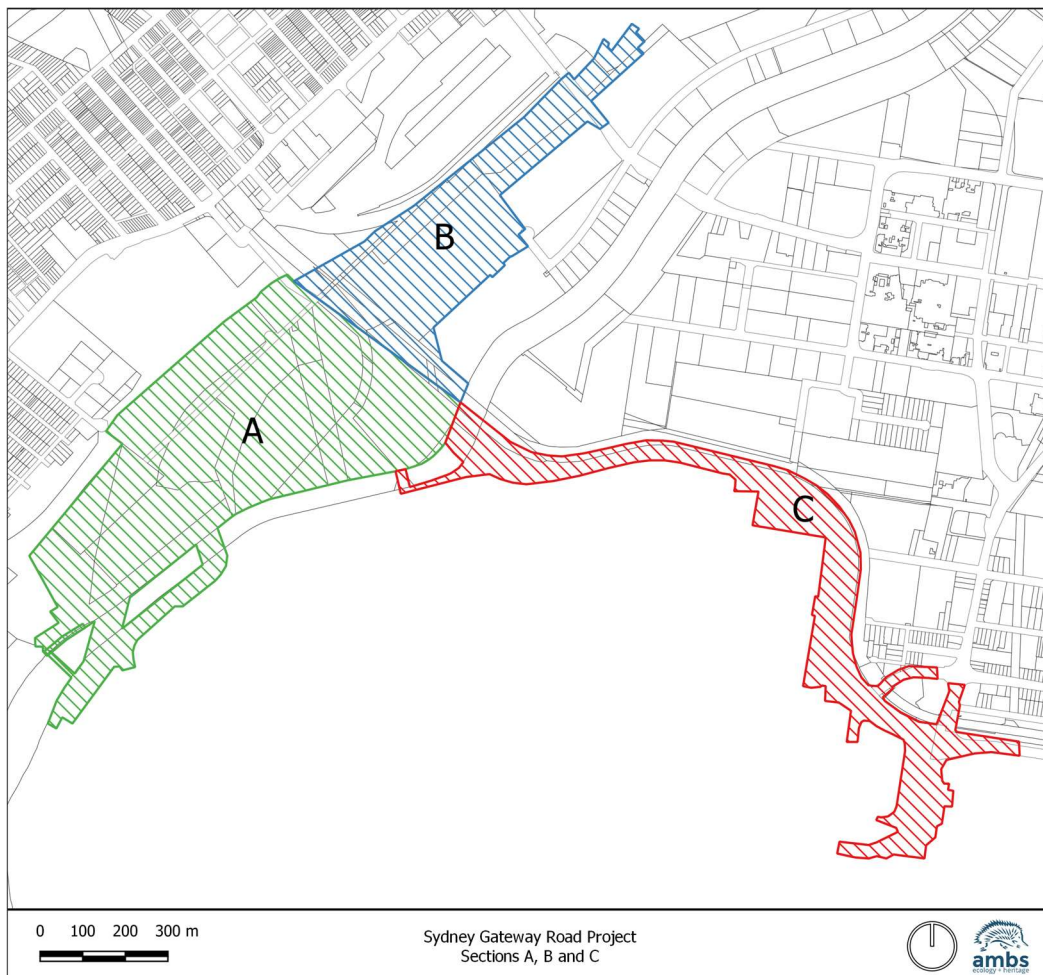 B
A
C
0 100 200 300 m
Sydney Gateway Road Project
Sections A, B and C
ambs
ecology + heritage